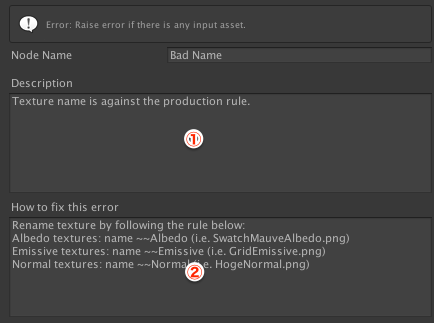 Error: Raise error if there is any input asset.
Node Name Bad Name
Description
Texture name is against the production rule.
1
How to fix this error
Rename texture by following the rule below:
Albedo textures: name ~~Albedo (i.e. SwatchMauveAlbedo.png)
Emissive textures: name ~~Emissive (i.e. GridEmissive.png)
Normal textures: name ~~Normal (i.e. HogeNormal.png)
2